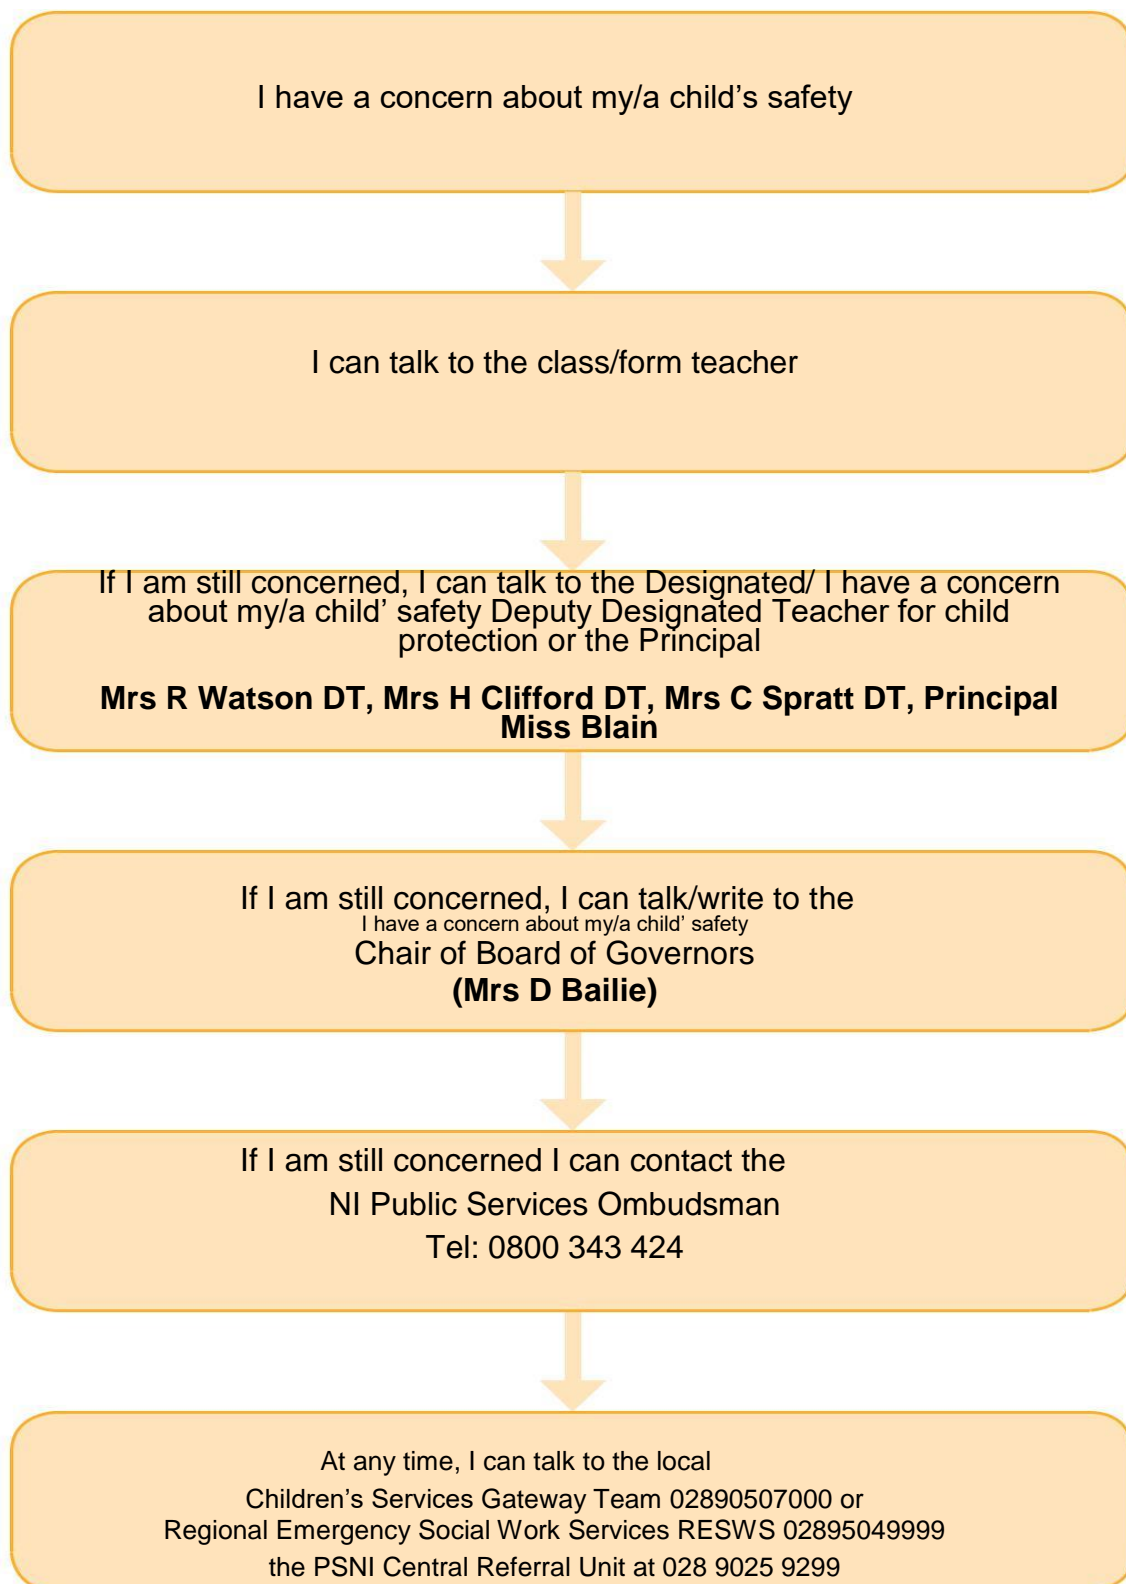 I have a concern about my/a child’s safety
I can talk to the class/form teacher
If I am still concerned, I can talk to the Designated/ I have a concern
about my/a child’ safety Deputy Designated Teacher for child
protection or the Principal
Mrs R Watson DT, Mrs H Clifford DT, Mrs C Spratt DT, Principal
Miss Blain
If I am still concerned, I can talk/write to the
I have a concern about my/a child’ safety
Chair of Board of Governors
(Mrs D Bailie)
If I am still concerned I can contact the
NI Public Services Ombudsman
Tel: 0800 343 424
At any time, I can talk to the local
Children’s Services Gateway Team 02890507000 or
Regional Emergency Social Work Services RESWS 02895049999
the PSNI Central Referral Unit at 028 9025 9299